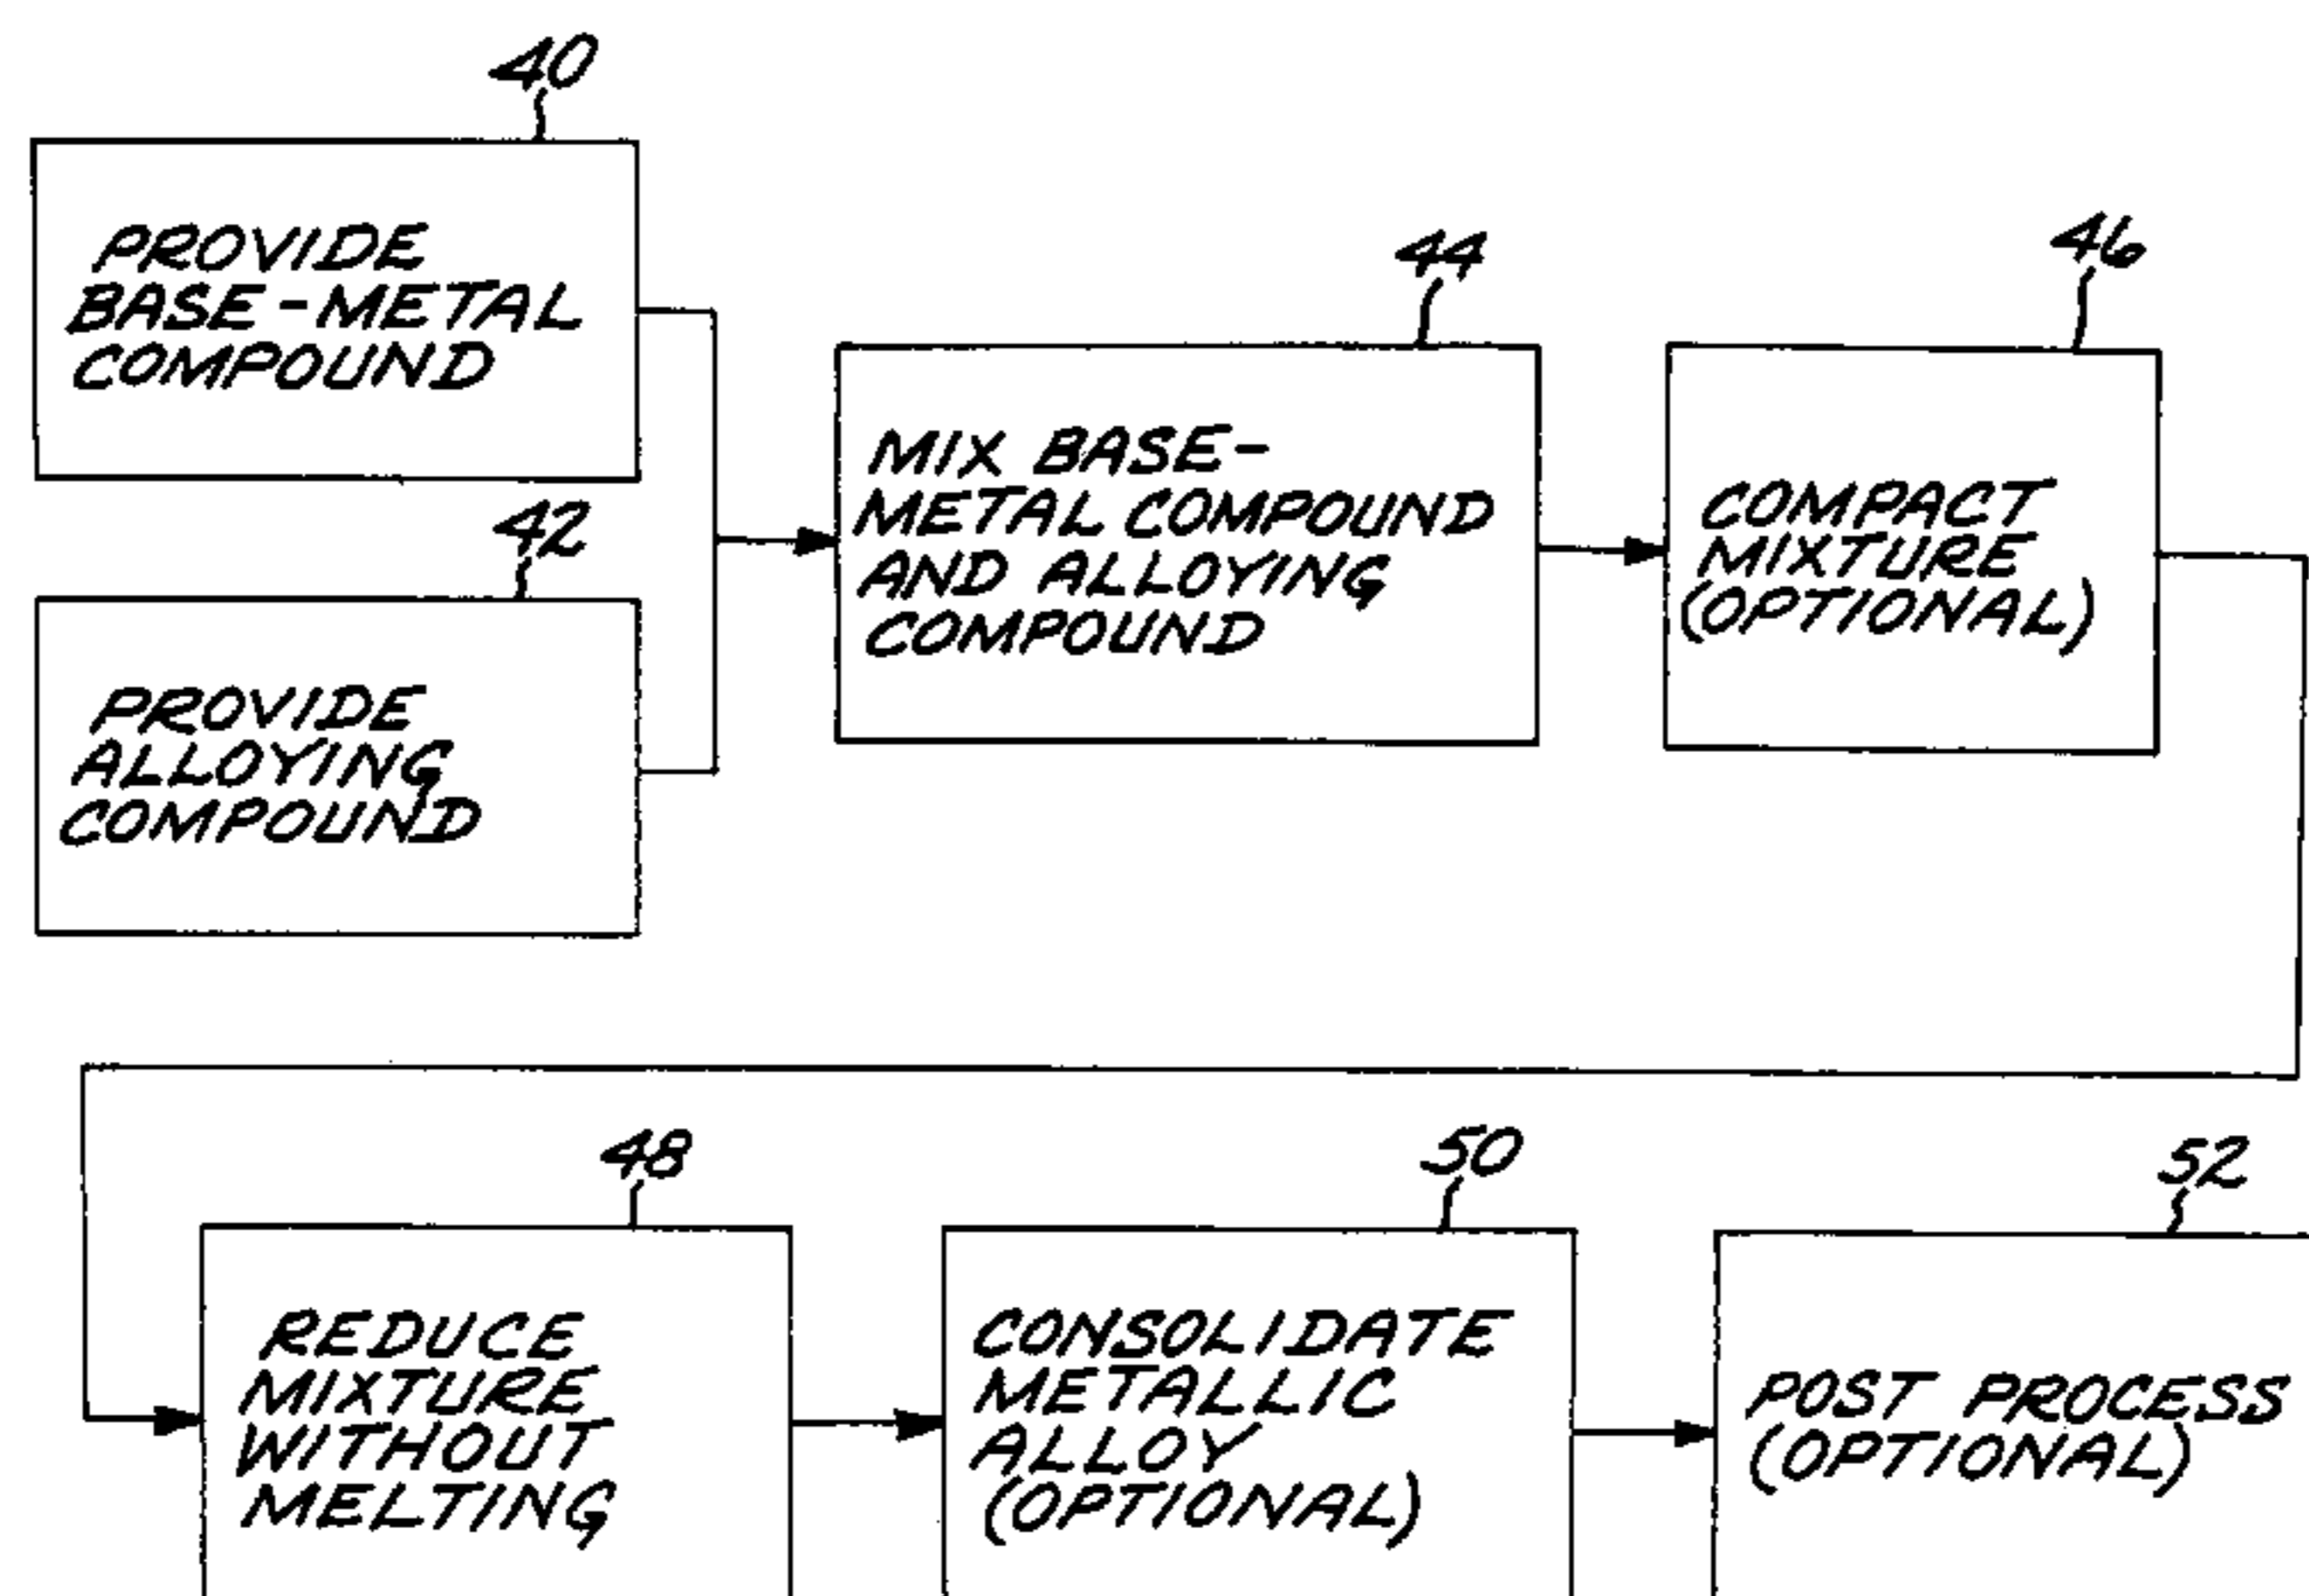 40
PROVIDE
BASE-METAL
COMPOUND
42
PROVIDE
ALLOYING
COMPOUND
44
MIX BASE-
METAL COMPOUND
AND ALLOYING
COMPOUND
46
COMPACT
MIXTURE
(OPTIONAL)
48
REDUCE
MIXTURE
WITHOUT
MELTING
50
CONSOLIDATE
METALLIC
ALLOY
(OPTIONAL)
52
POST PROCESS
(OPTIONAL)